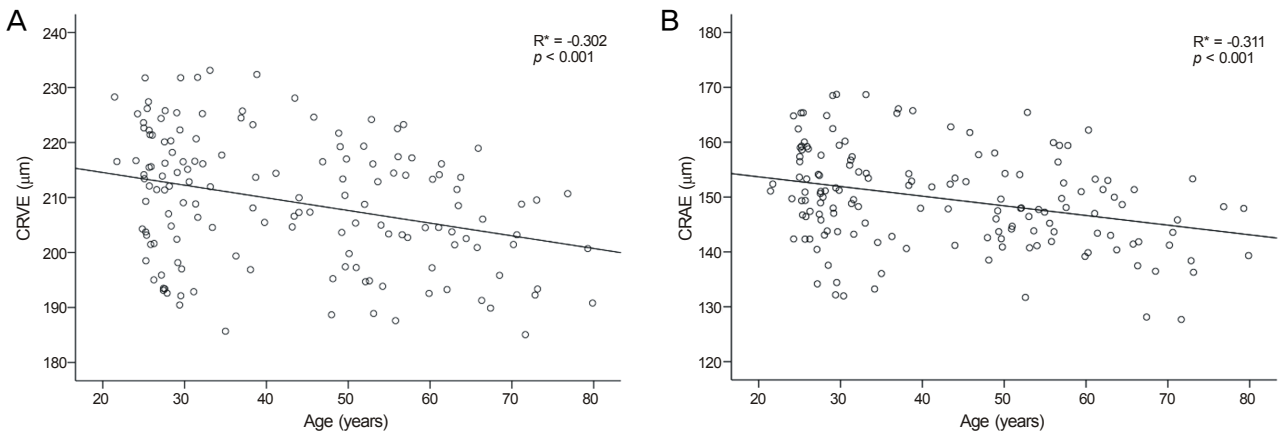 A
R* = -0.302
p < 0.001
240
230
220
210
200
190
180
CRVE (µm)
20 30 40 50 60 70 80
Age (years)
B
R* = -0.311
p < 0.001
180
170
160
150
140
130
120
CRAE (µm)
20 30 40 50 60 70 80
Age (years)